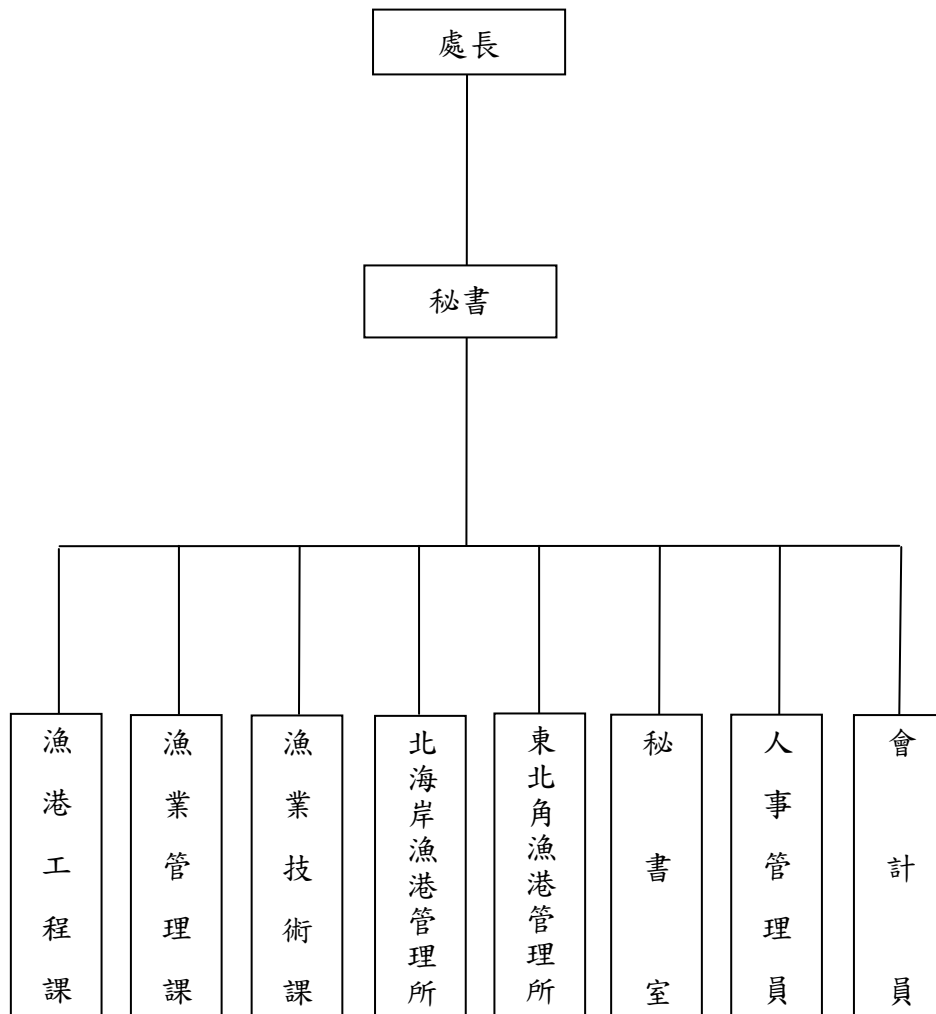 處長
秘書
漁港工程課
漁業管理課
漁業技術課
北海岸漁港管理所
東北角漁港管理所
秘書室
人事管理員
會計員